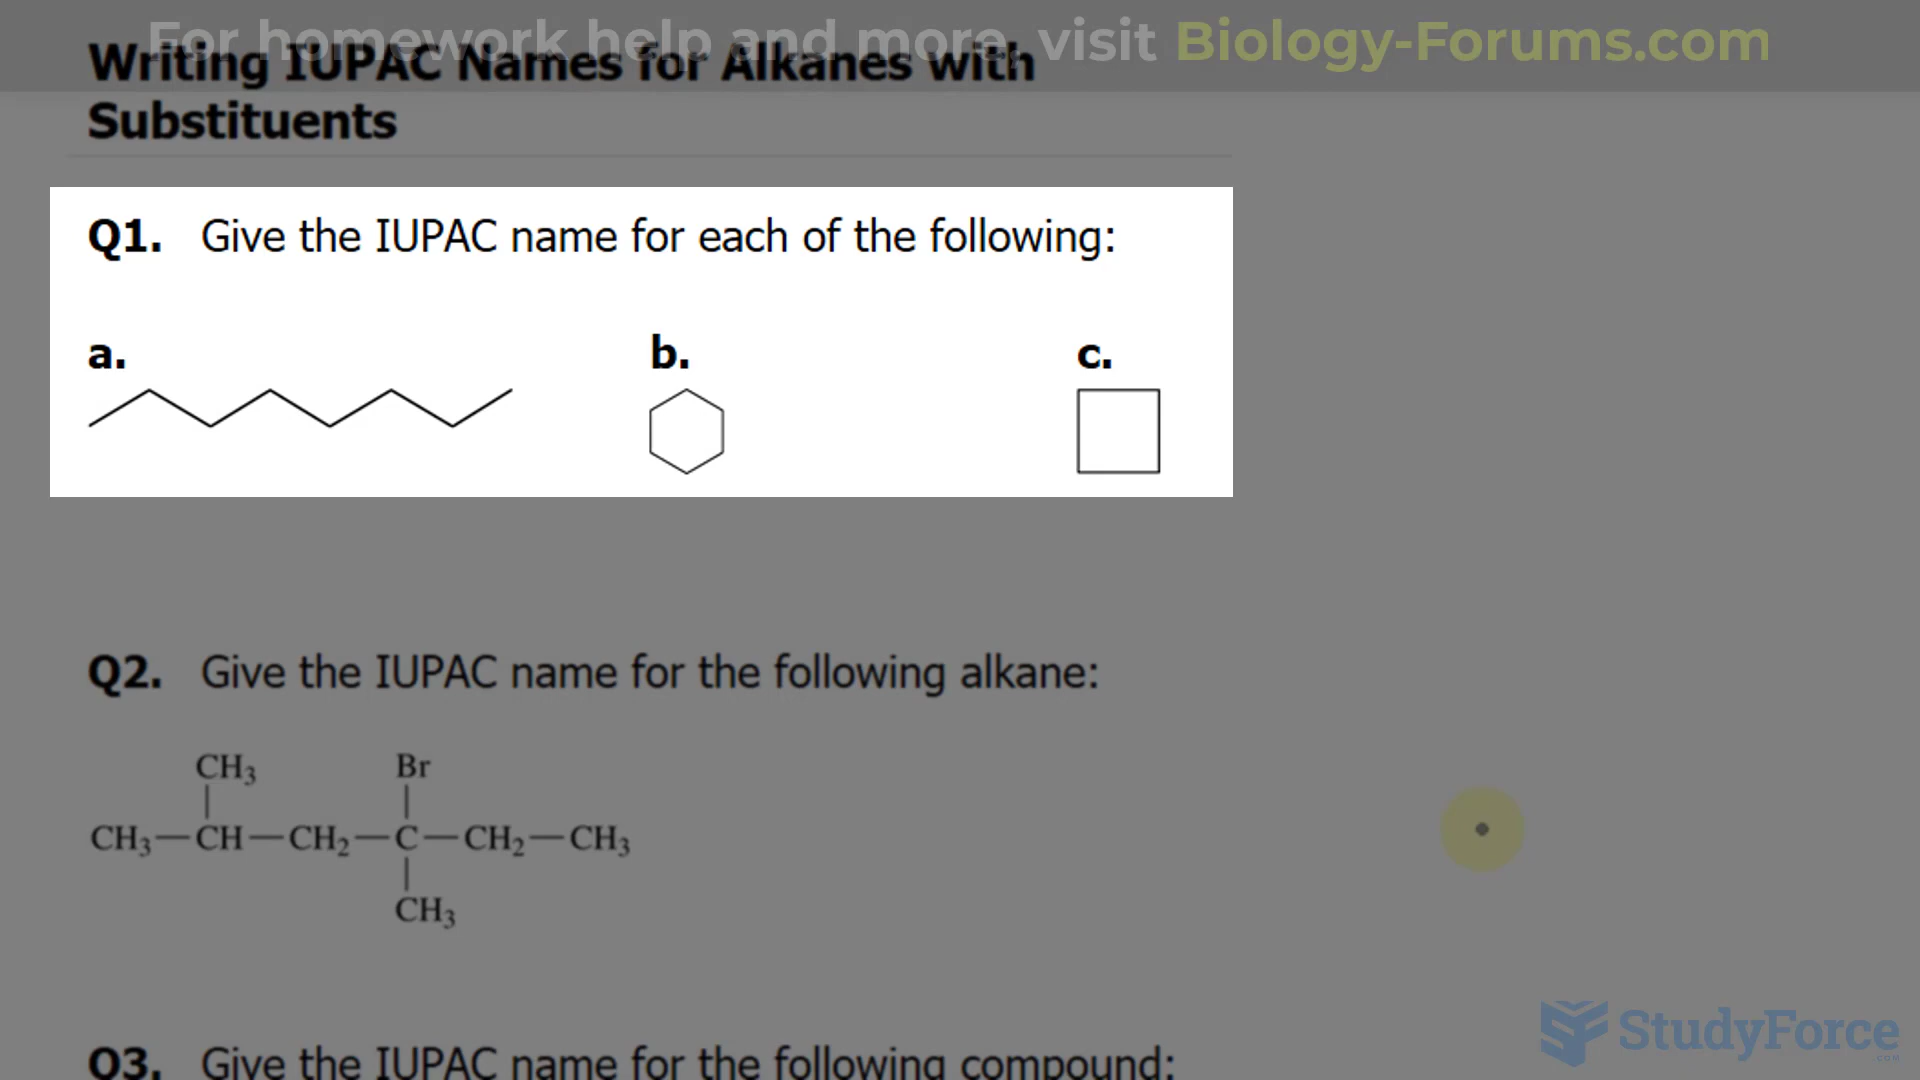 For homework help and more, visit Biology-Forums.com
Writing IUPAC Names for Alkanes with
Substituents
Q1. Give the IUPAC name for each of the following:
a. b. c.
Q2. Give the IUPAC name for the following alkane:
CH₃ Br
CH₃—CH—CH₂—C—CH₂—CH₃
CH₃
Q3. Give the IUPAC name for the following compound:
StudyForce
.com